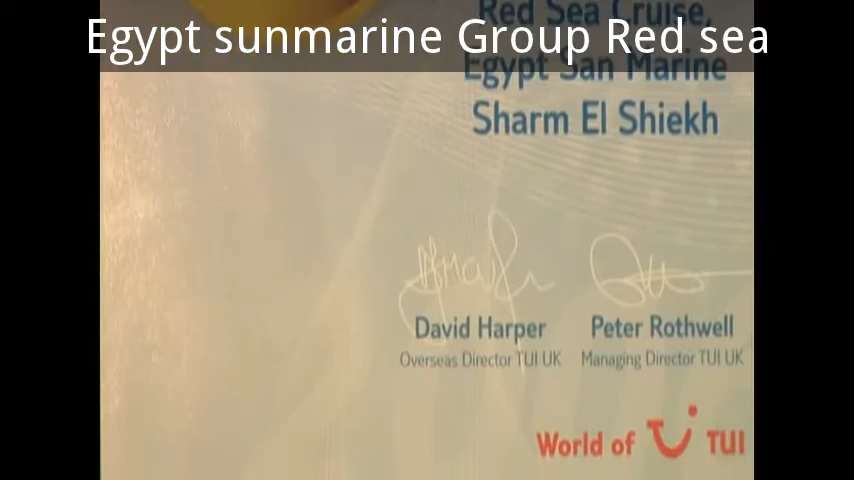 Egypt sunmarine Group Red sea
Red Sea Cruise,
Egypt San Marine
Sharm El Shiekh
David Harper
Peter Rothwell
Overseas Director TUI UK
Managing Director TUI UK
World of TUI